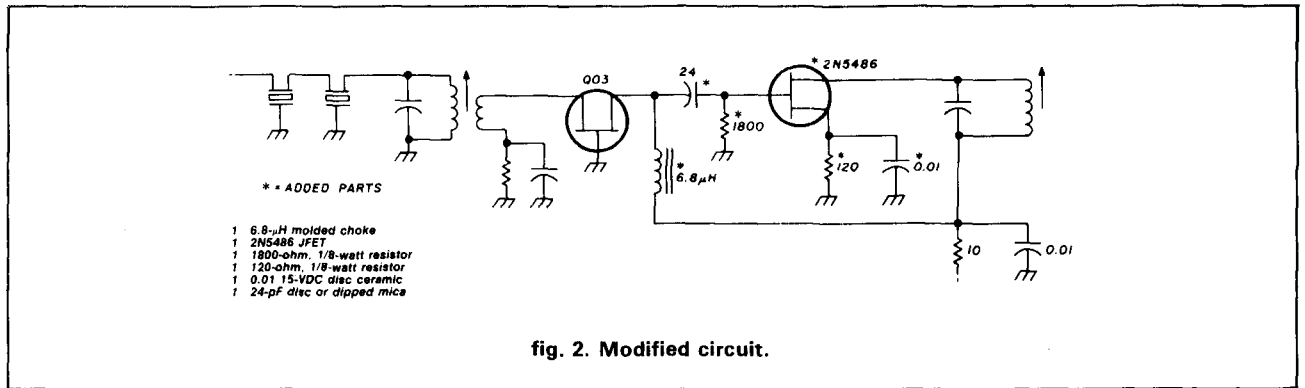 Q03
24
*
* 2N5486
*
1800
*
6.8µH
*
120
*
0.01
10
0.01
* = ADDED PARTS
1 6.8-µH molded choke
1 2N5486 JFET
1 1800-ohm, 1/8-watt resistor
1 120-ohm, 1/8-watt resistor
1 0.01 15-VDC disc ceramic
1 24-pF disc or dipped mica
fig. 2. Modified circuit.